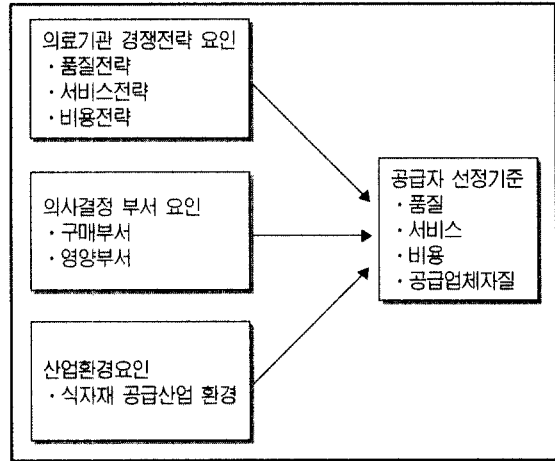 의료기관 경쟁전략 요인
· 품질전략
· 서비스전략
· 비용전략
의사결정 부서 요인
· 구매부서
· 영양부서
산업환경요인
· 식자재 공급산업 환경
공급자 선정기준
· 품질
· 서비스
· 비용
· 공급업체자질